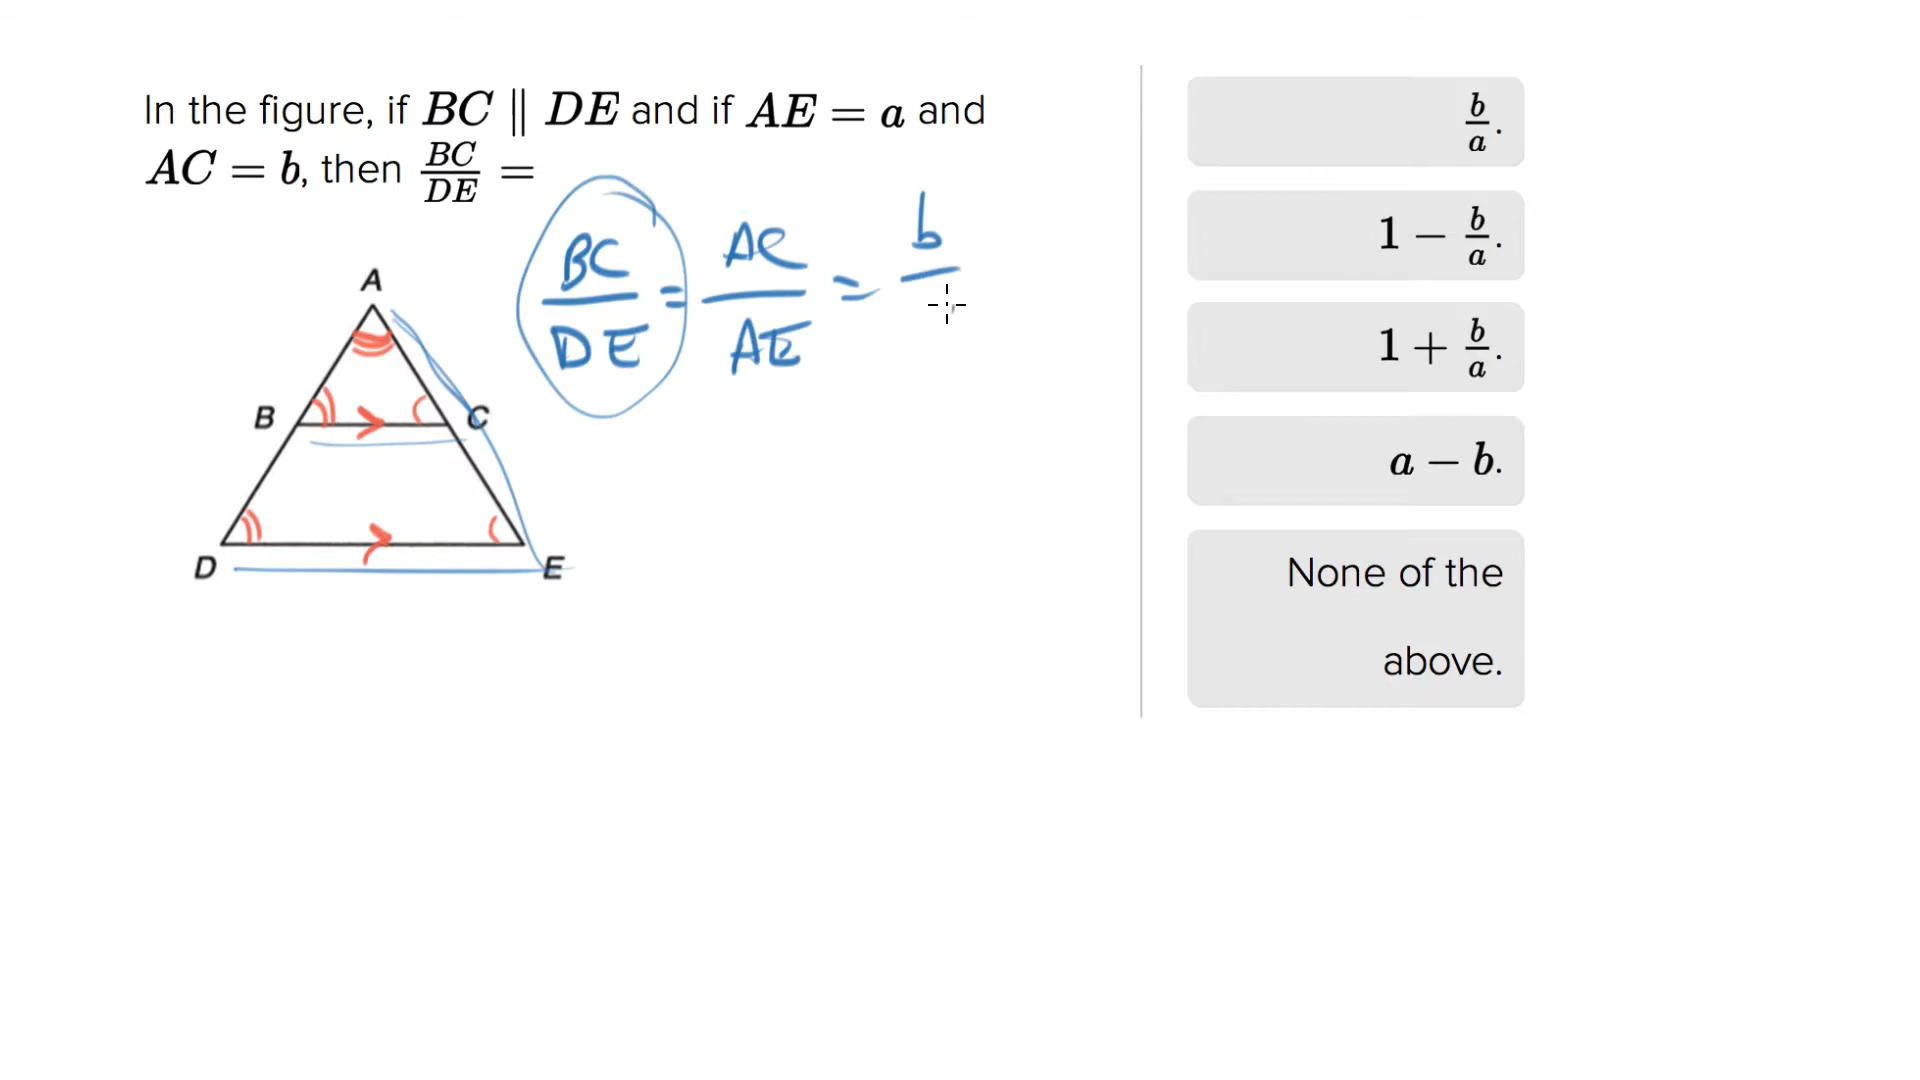 In the figure, if BC ∥ DE and if AE = a and
AC = b, then BC/DE =
BC/DE = AC/AE = b/
A
B
C
D
E
b/a.
1 − b/a.
1 + b/a.
a − b.
None of the
above.